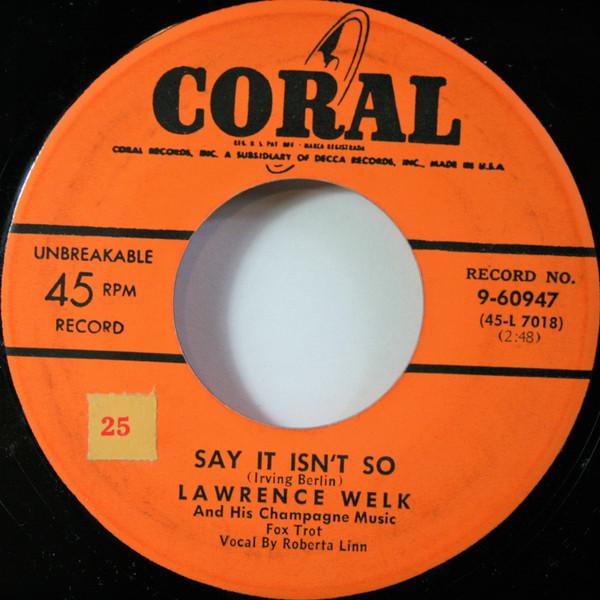 CORAL
REG. U. S. PAT. OFF. - MARCA REGISTRADA
CORAL RECORDS, INC. A SUBSIDIARY OF DECCA RECORDS, INC., MADE IN U.S.A
UNBREAKABLE
45 RPM
RECORD
RECORD NO.
9-60947
(45-L 7018)
(2:48)
25
SAY IT ISN'T SO
(Irving Berlin)
LAWRENCE WELK
And His Champagne Music
Fox Trot
Vocal By Roberta Linn